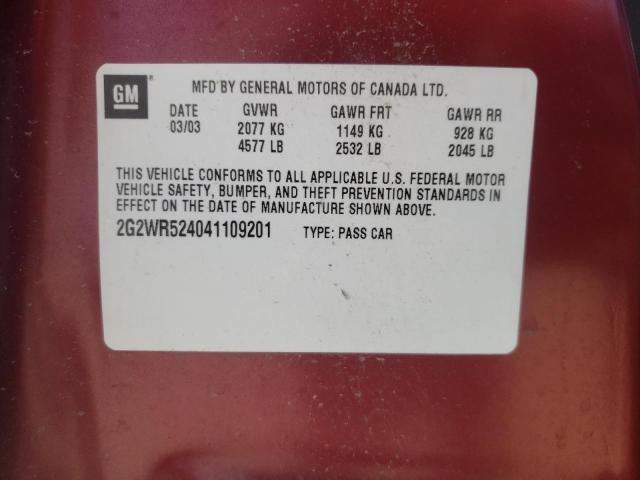 GM
MFD BY GENERAL MOTORS OF CANADA LTD.
DATE GVWR GAWR FRT GAWR RR
03/03 2077 KG 1149 KG 928 KG
4577 LB 2532 LB 2045 LB
THIS VEHICLE CONFORMS TO ALL APPLICABLE U.S. FEDERAL MOTOR
VEHICLE SAFETY, BUMPER, AND THEFT PREVENTION STANDARDS IN
EFFECT ON THE DATE OF MANUFACTURE SHOWN ABOVE.
2G2WR524041109201 TYPE: PASS CAR